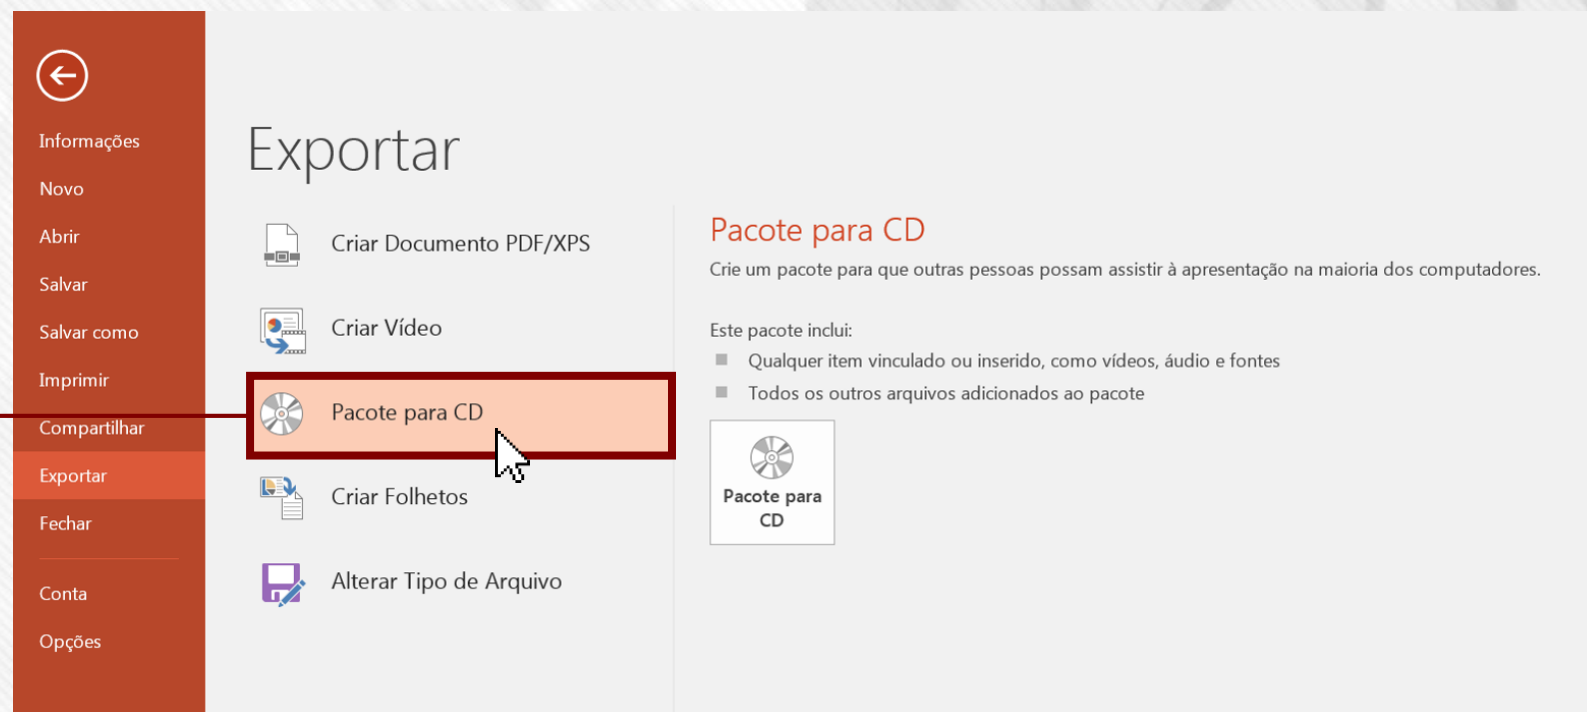 Informações
Novo
Abrir
Salvar
Salvar como
Imprimir
Compartilhar
Exportar
Fechar
Conta
Opções
Exportar
Criar Documento PDF/XPS
Criar Vídeo
Pacote para CD
Criar Folhetos
Alterar Tipo de Arquivo
Pacote para CD
Crie um pacote para que outras pessoas possam assistir à apresentação na maioria dos computadores.
Este pacote inclui:
Qualquer item vinculado ou inserido, como vídeos, áudio e fontes
Todos os outros arquivos adicionados ao pacote
Pacote para
CD